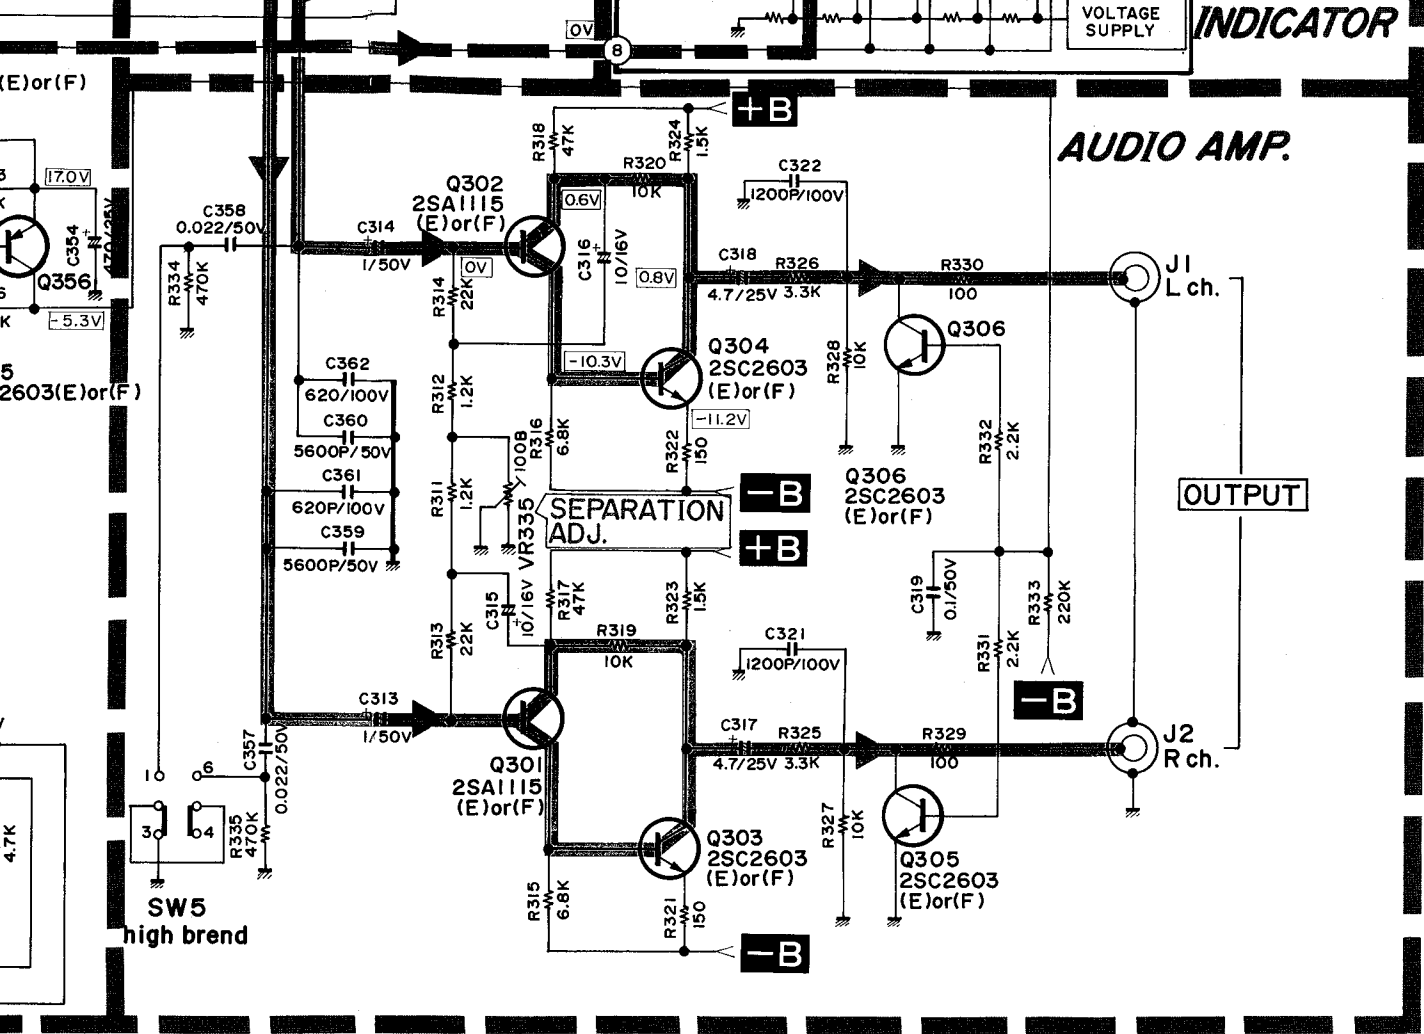 INDICATOR
VOLTAGE
SUPPLY
0V
8
(E)or(F)
+B
AUDIO AMP.
R318
47K
R324
1.5K
R320
10K
C322
1200P/100V
17.0V
Q302
2SA1115
(E)or(F)
0.6V
C358
0.022/50V
C354
470/25V
C314
1/50V
C316
10/16V
C318
4.7/25V
R326
3.3K
R330
100
J1
L ch.
Q356
R334
470K
0V
R314
22K
0.8V
-5.3V
Q306
-10.3V
Q304
2SC2603
(E)or(F)
R328
10K
5
2603(E)or(F)
C362
620/100V
R312
1.2K
-11.2V
C360
5600P/50V
R316
6.8K
R322
150
R332
2.2K
100B
C361
620P/100V
R311
1.2K
-B
Q306
2SC2603
(E)or(F)
OUTPUT
SEPARATION
ADJ.
VR335
C359
5600P/50V
+B
C315
10/16V
R317
47K
R323
1.5K
C319
0.1/50V
R333
220K
R313
22K
R319
10K
C321
1200P/100V
R331
2.2K
-B
C313
1/50V
C357
0.022/50V
C317
4.7/25V
R325
3.3K
R329
100
J2
R ch.
Q301
2SA1115
(E)or(F)
1
6
3
4
R335
470K
4.7K
R327
10K
Q303
2SC2603
(E)or(F)
Q305
2SC2603
(E)or(F)
R315
6.8K
R321
150
SW5
high brend
-B